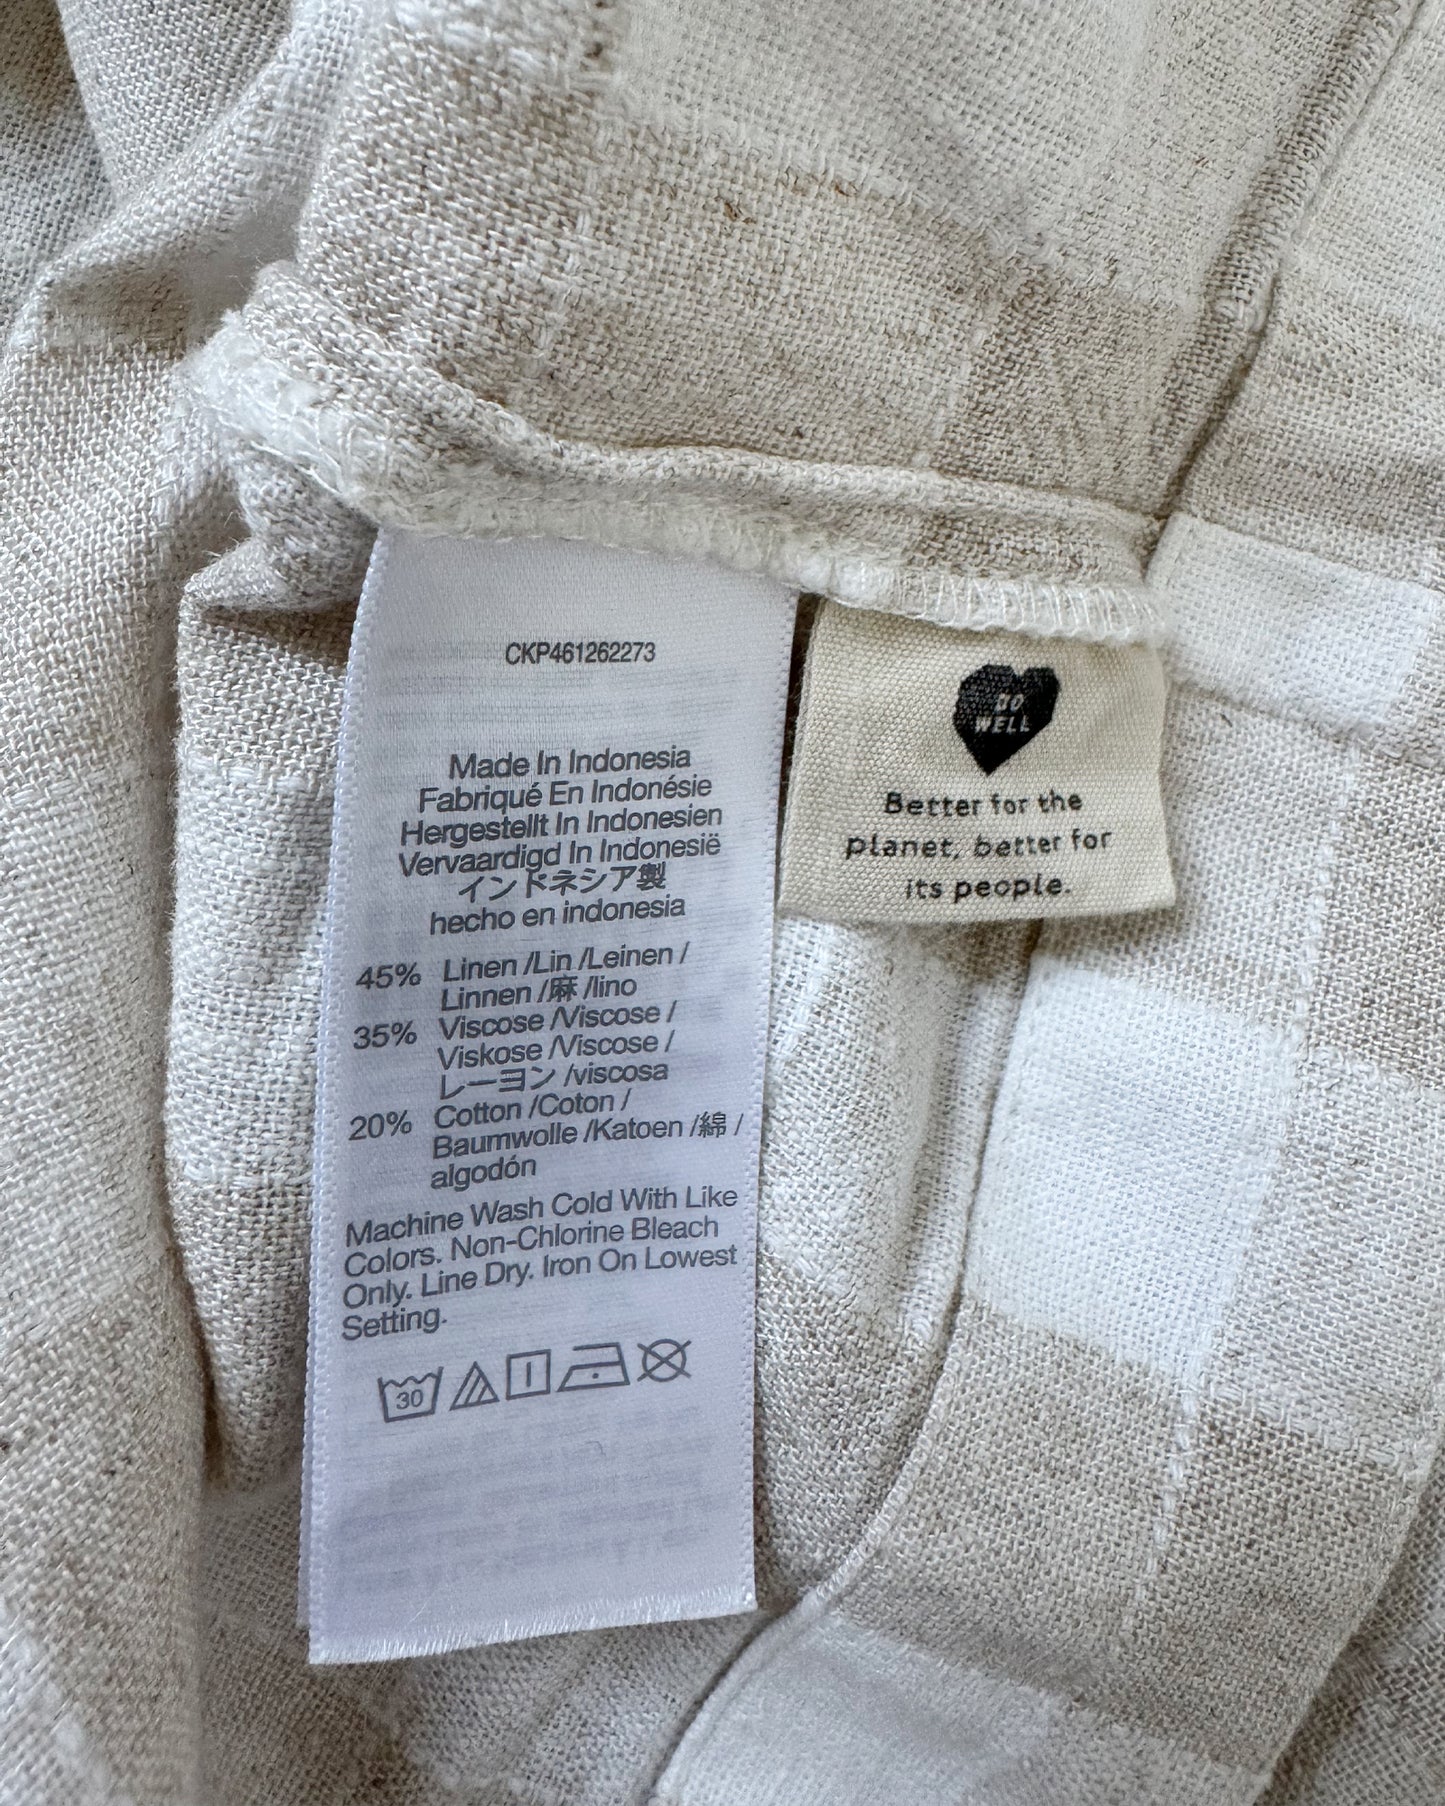 CKP461262273
Made In Indonesia
Fabriqué En Indonésie
Hergestellt In Indonesien
Vervaardigd In Indonesië
インドネシア製
hecho en indonesia
45% Linen /Lin /Leinen /
Linnen /麻 /lino
35% Viscose /Viscose /
Viskose /Viscose /
レーヨン /viscosa
20% Cotton /Coton /
Baumwolle /Katoen /綿 /
algodón
Machine Wash Cold With Like
Colors. Non-Chlorine Bleach
Only. Line Dry. Iron On Lowest
Setting.
30
DO
WELL
Better for the
planet, better for
its people.